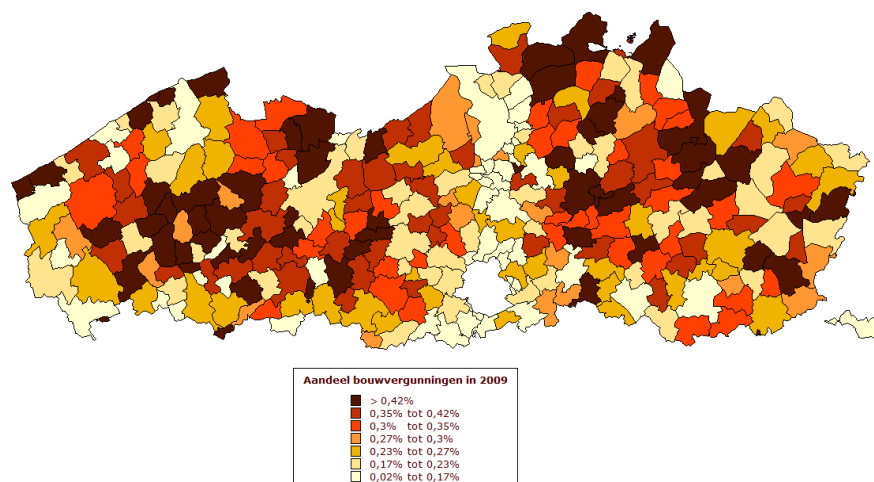 Aandeel bouwvergunningen in 2009
> 0,42%
0,35% tot 0,42%
0,3% tot 0,35%
0,27% tot 0,3%
0,23% tot 0,27%
0,17% tot 0,23%
0,02% tot 0,17%